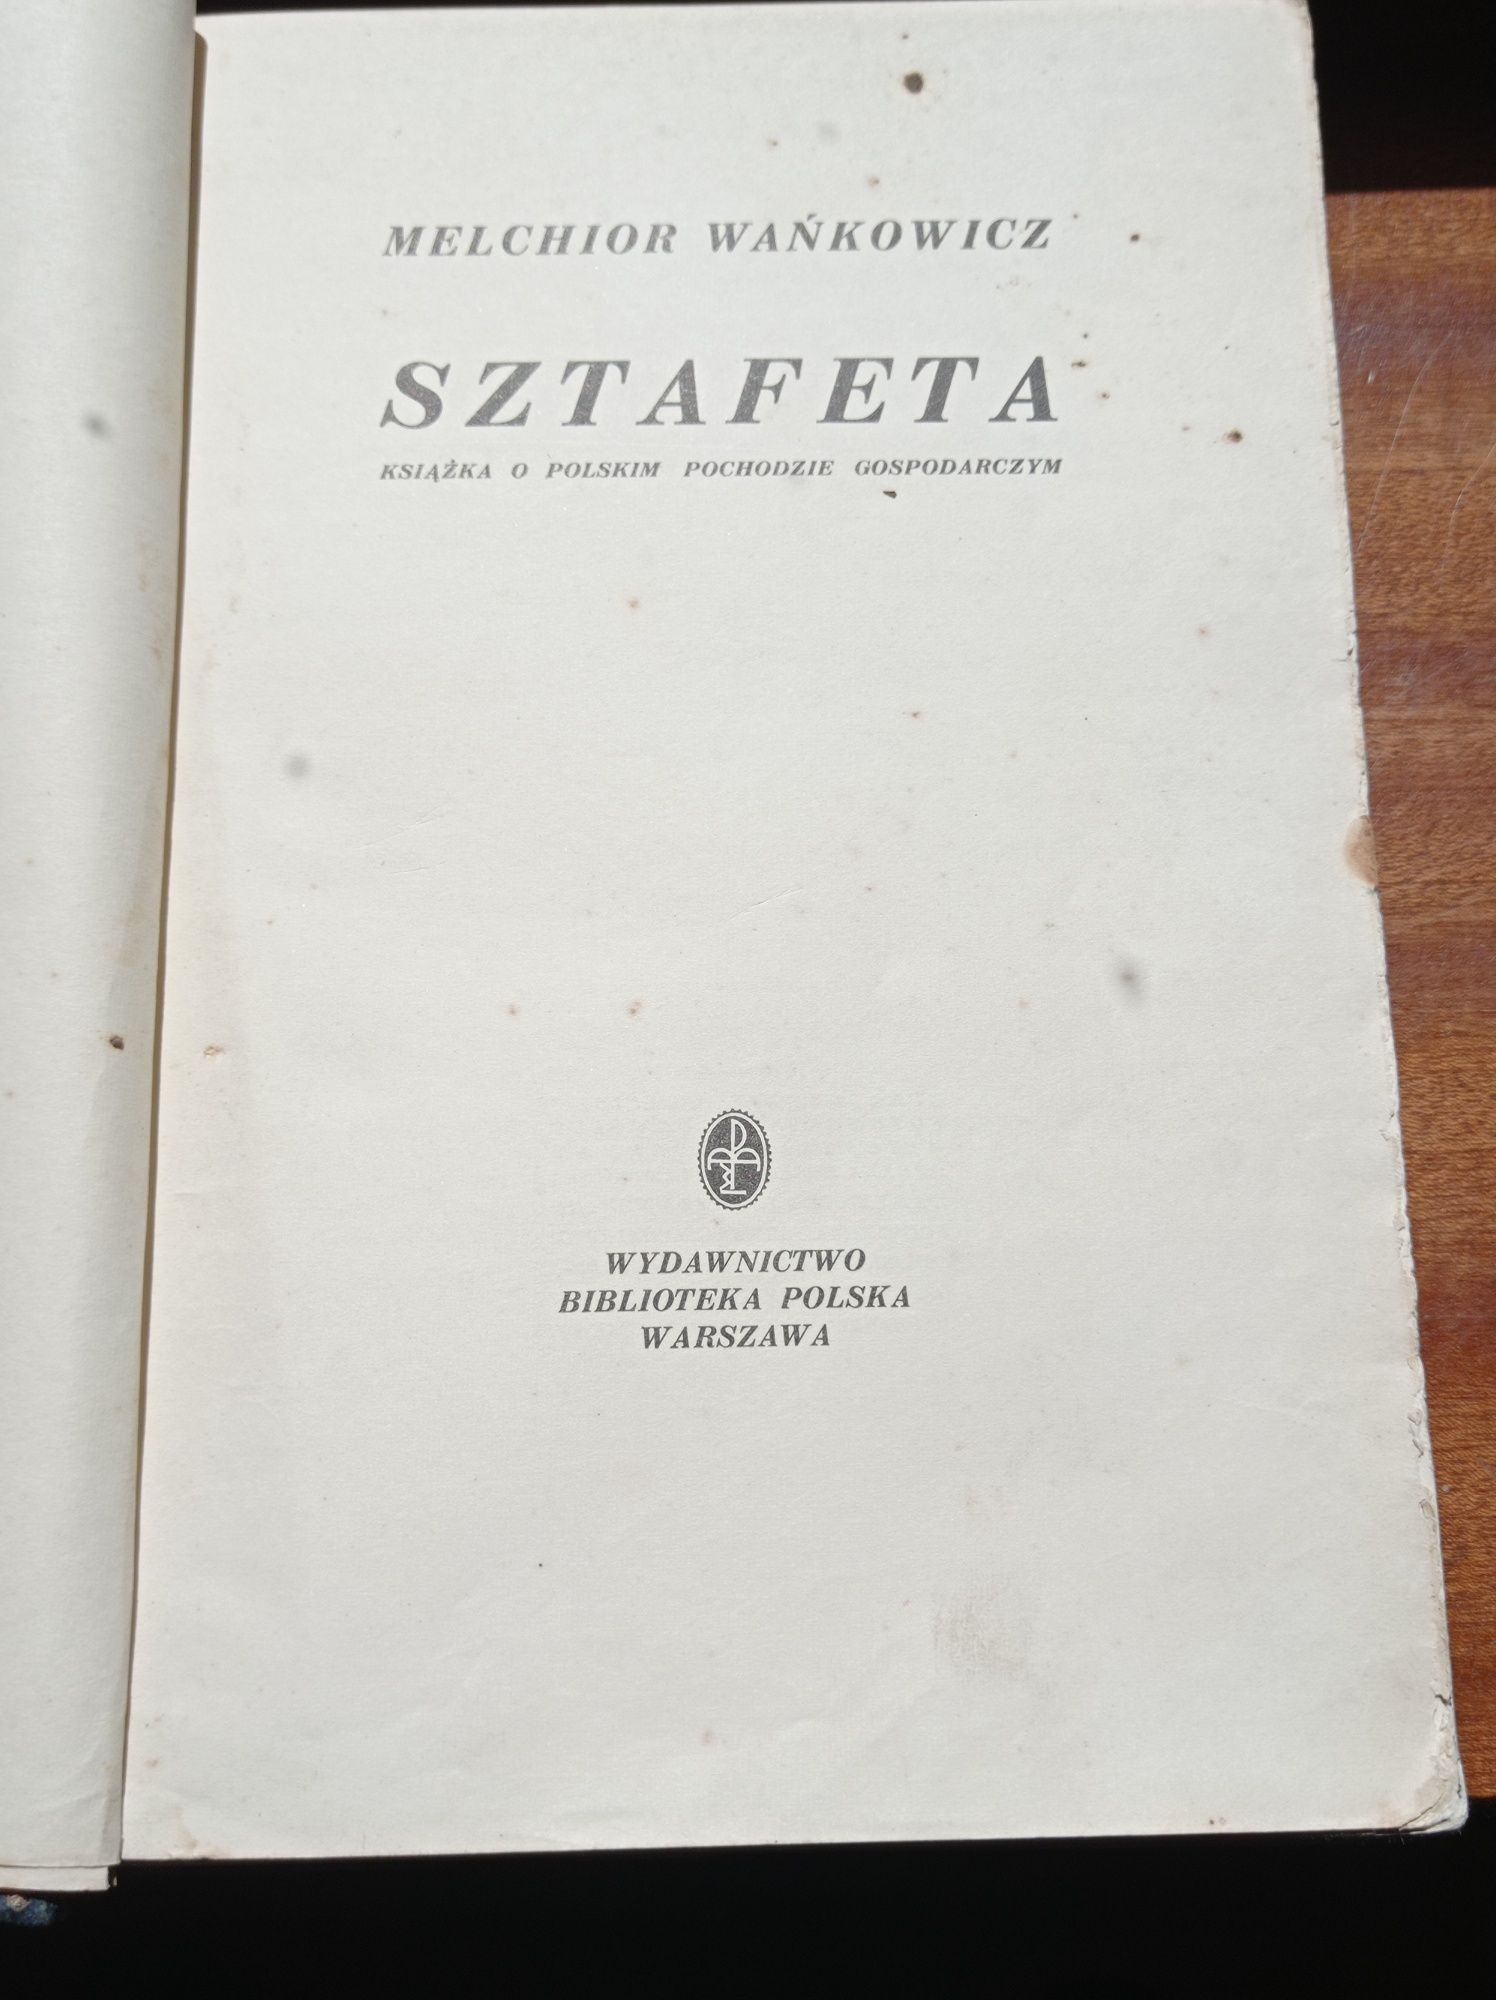 MELCHIOR WAŃKOWICZ
SZTAFETA
KSIĄŻKA O POLSKIM POCHODZIE GOSPODARCZYM
WYDAWNICTWO
BIBLIOTEKA POLSKA
WARSZAWA